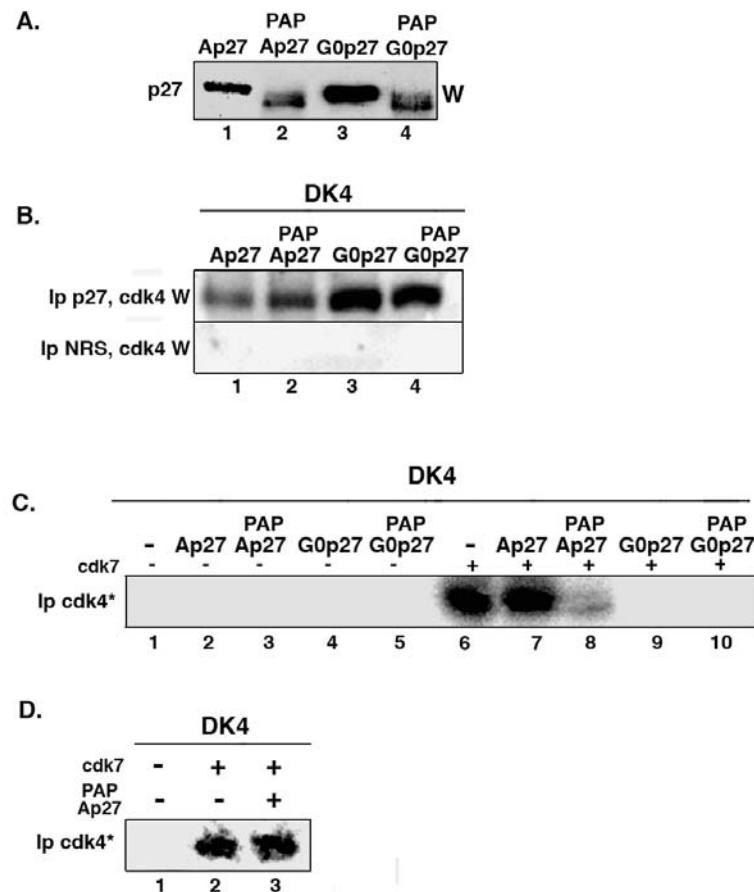 A.
PAP PAP
Ap27 Ap27 G0p27 G0p27
p27 W
1 2 3 4
DK4
B.
PAP PAP
Ap27 Ap27 G0p27 G0p27
Ip p27, cdk4 W
Ip NRS, cdk4 W
1 2 3 4
DK4
C.
PAP PAP PAP PAP
- Ap27 Ap27 G0p27 G0p27 - Ap27 Ap27 G0p27 G0p27
cdk7 - - - - - + + + + +
Ip cdk4*
1 2 3 4 5 6 7 8 9 10
D.
DK4
cdk7 - + +
PAP
Ap27 - - +
Ip cdk4*
1 2 3